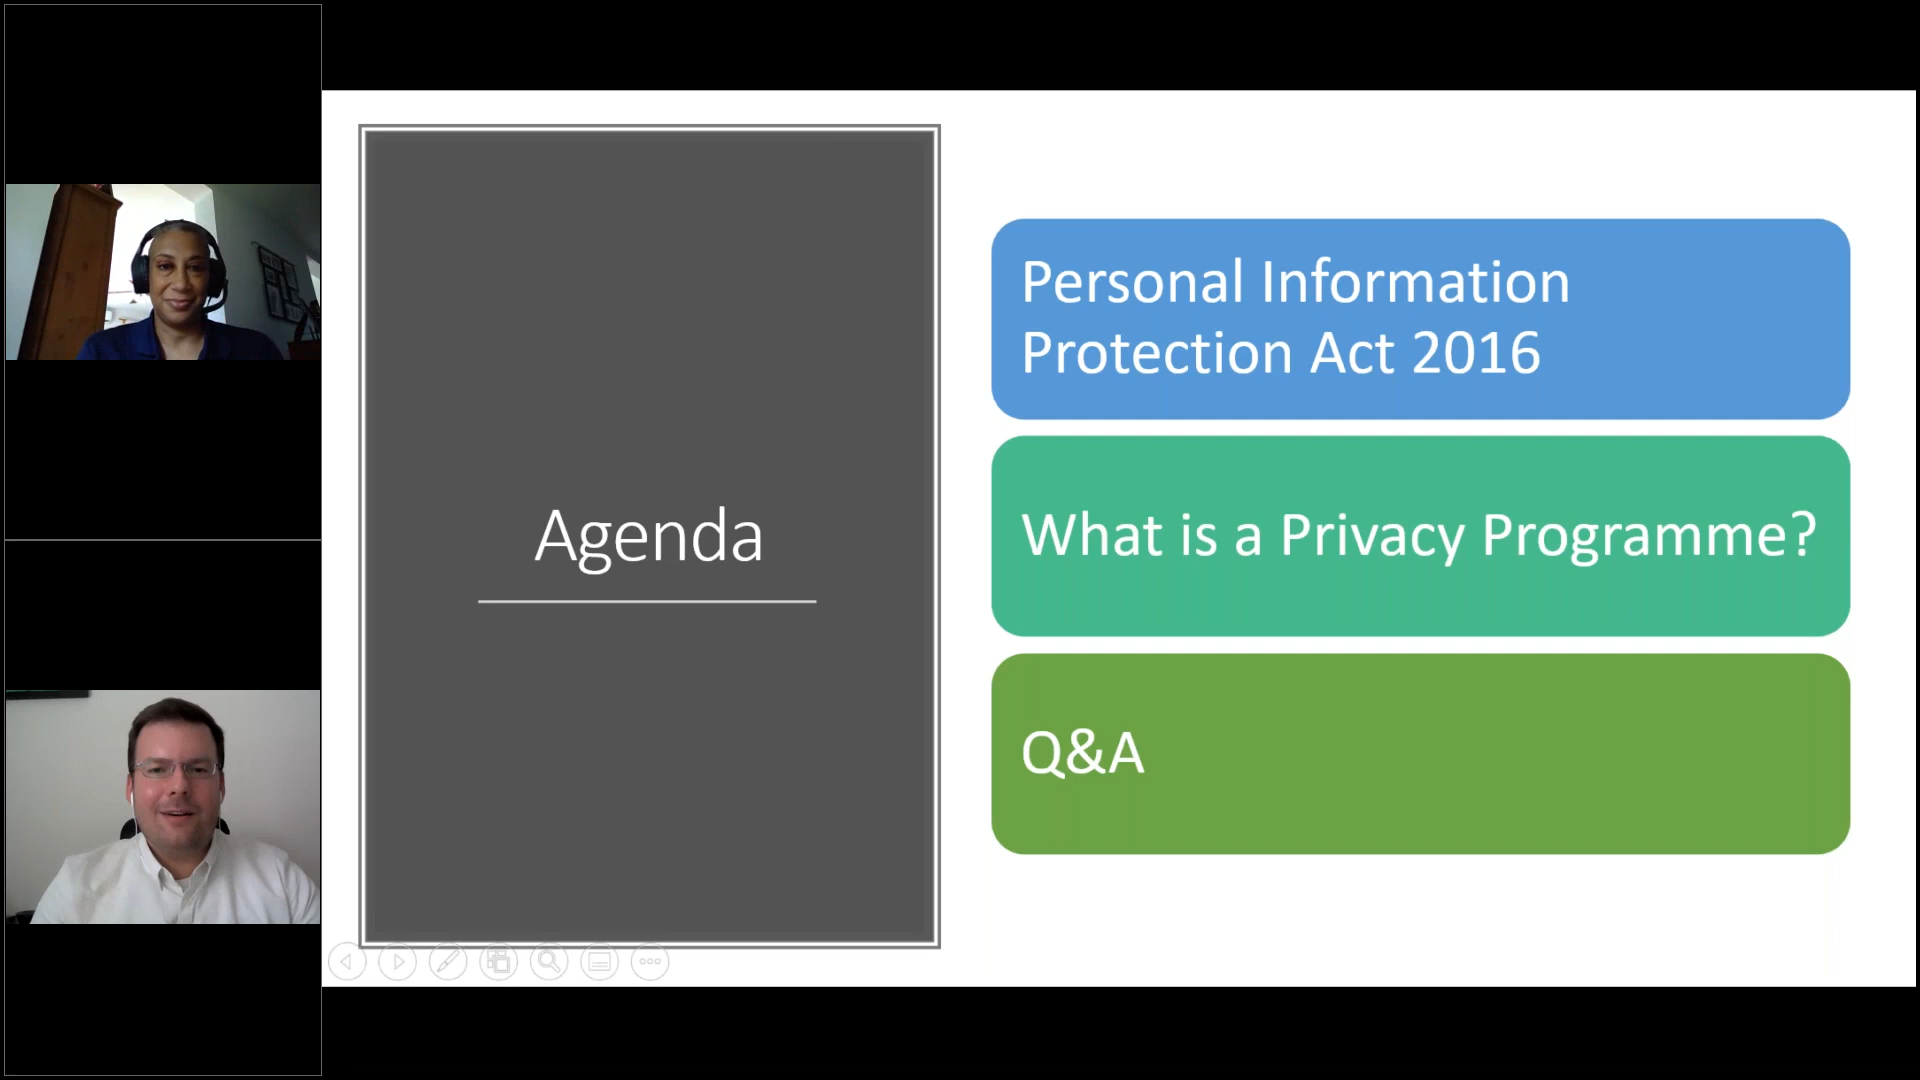 Agenda
Personal Information
Protection Act 2016
What is a Privacy Programme?
Q&A